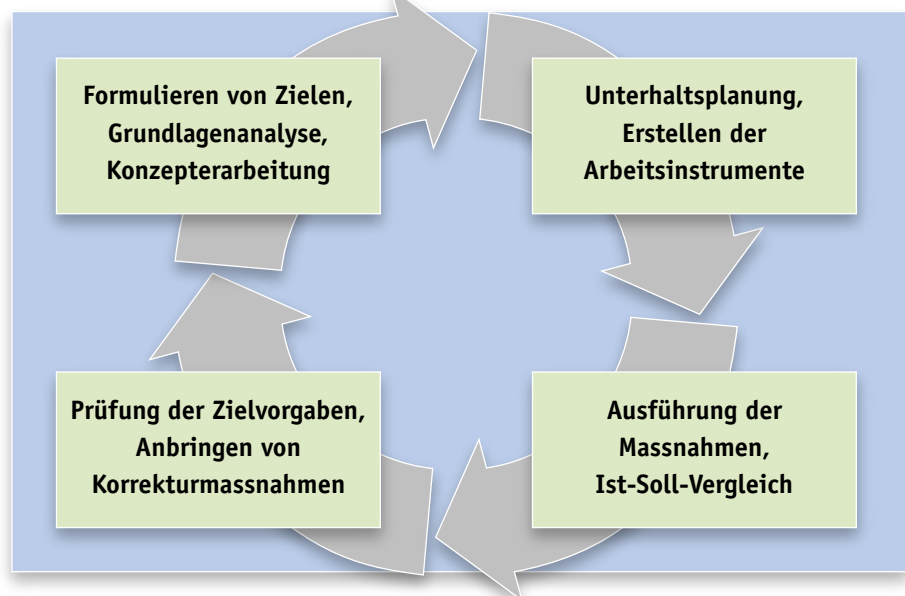 Formulieren von Zielen,
Grundlagenanalyse,
Konzepterarbeitung
Unterhaltsplanung,
Erstellen der
Arbeitsinstrumente
Prüfung der Zielvorgaben,
Anbringen von
Korrekturmassnahmen
Ausführung der
Massnahmen,
Ist-Soll-Vergleich